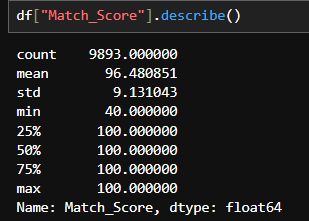 df["Match_Score"].describe()
count    9893.000000
mean       96.480851
std         9.131043
min        40.000000
25%       100.000000
50%       100.000000
75%       100.000000
max       100.000000
Name: Match_Score, dtype: float64